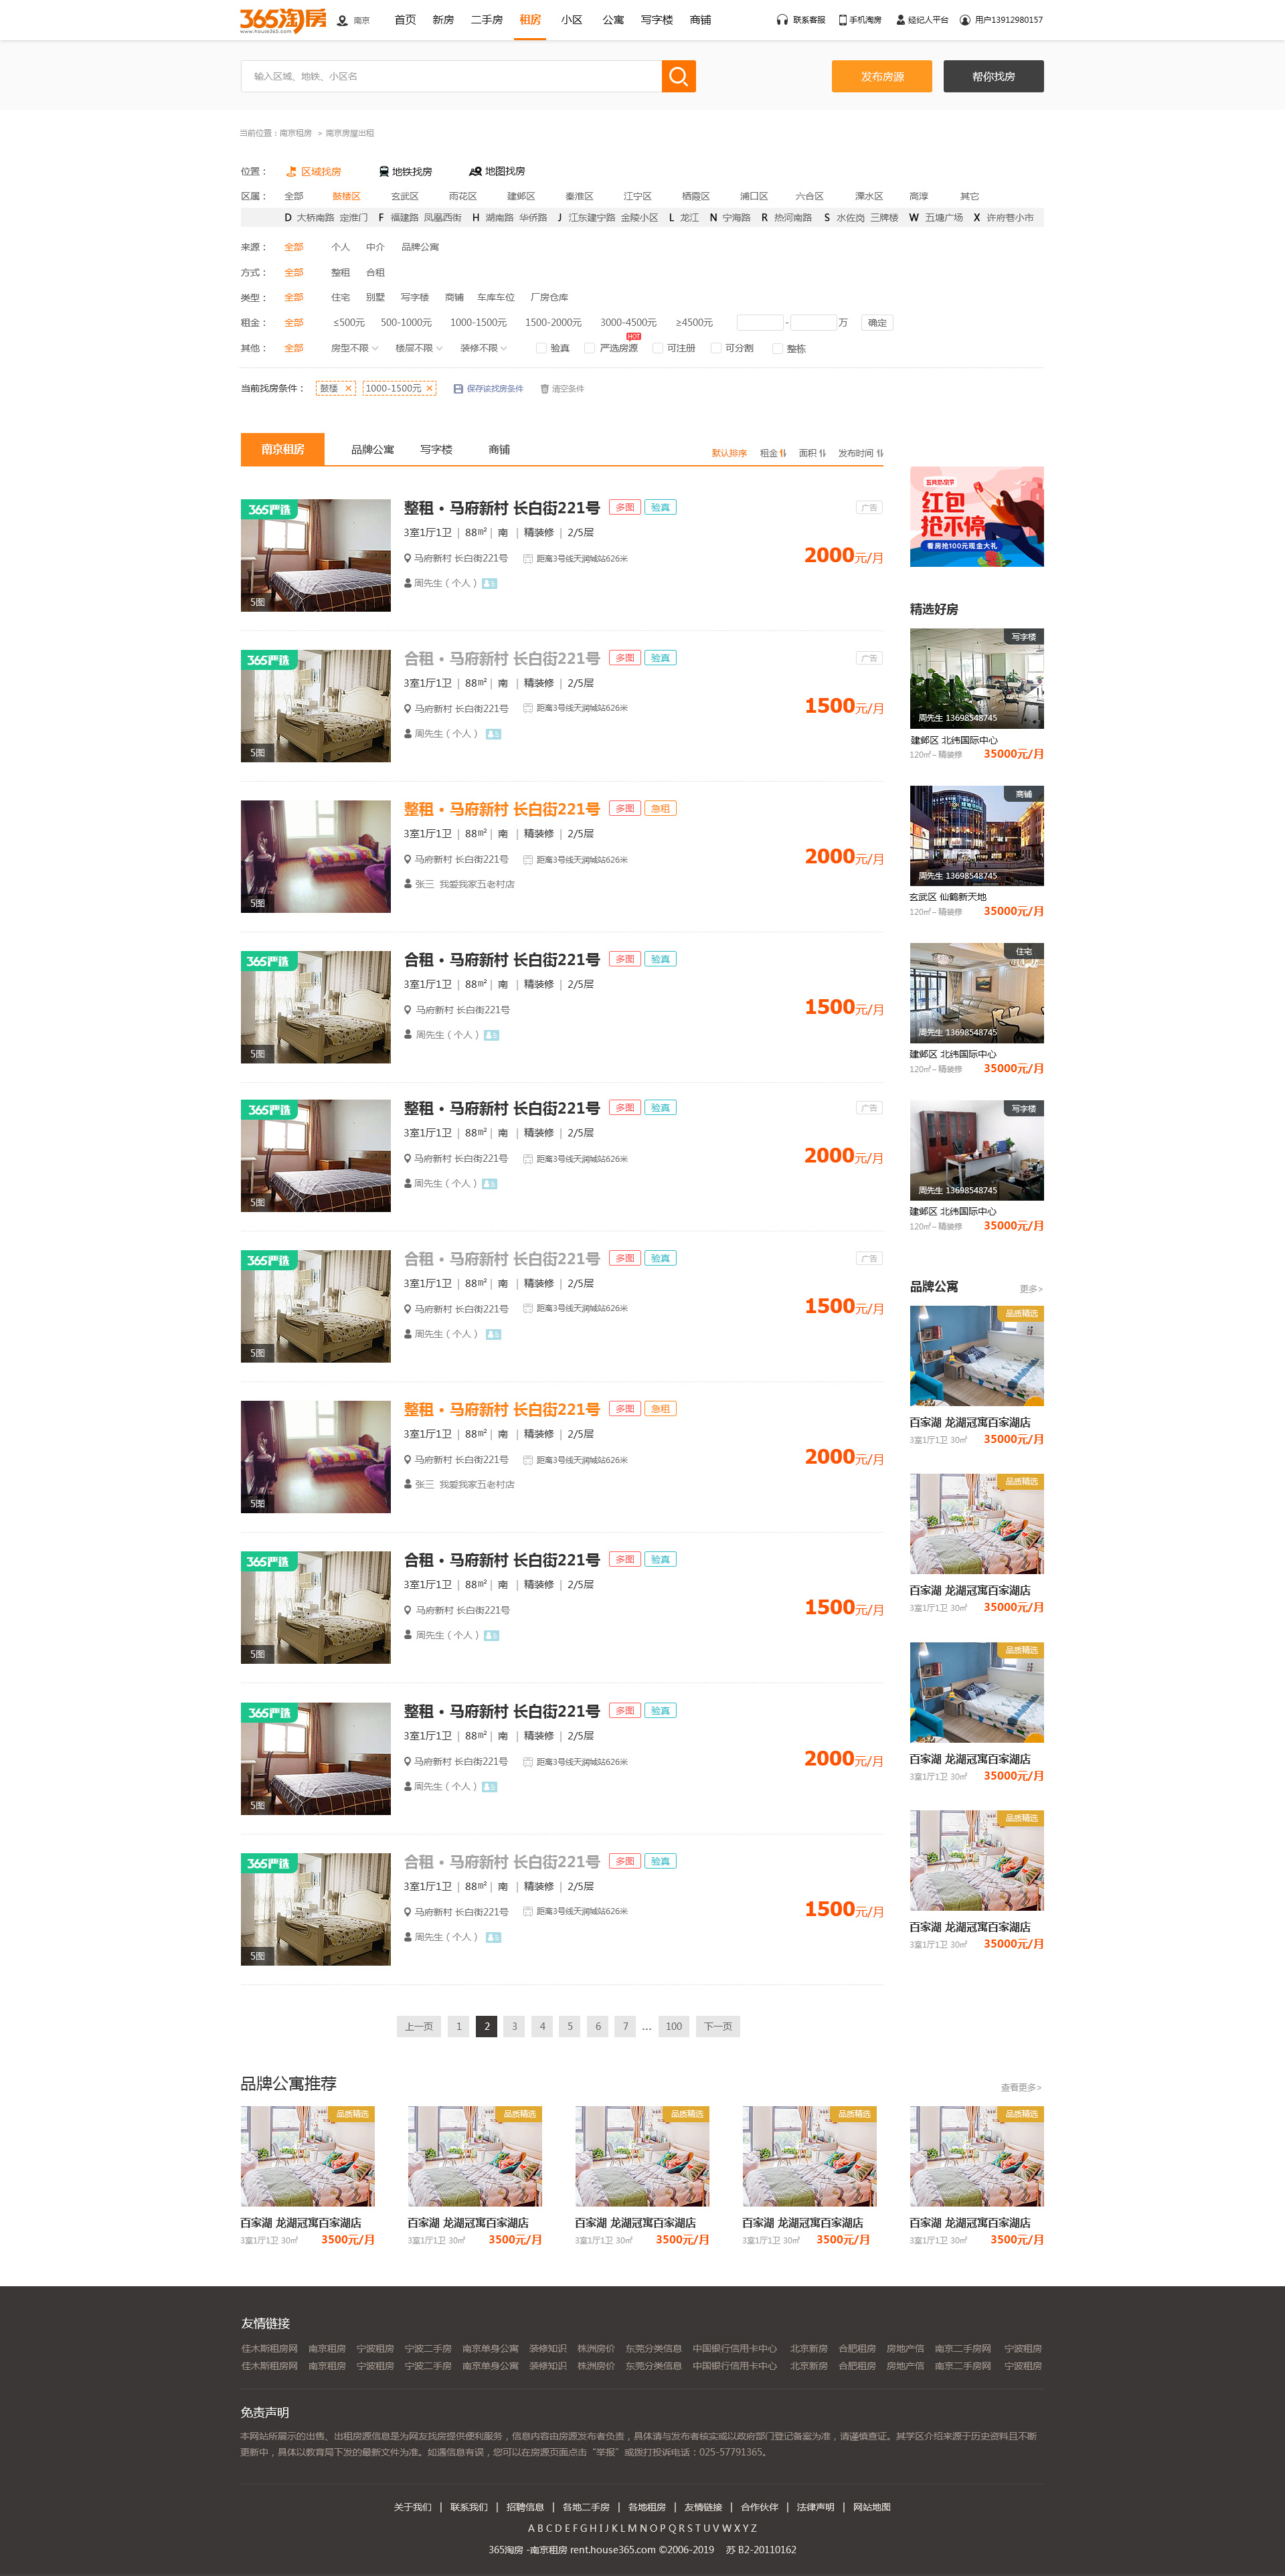 365淘房 www.house365.com 南京 首页 新房 二手房 租房 小区 公寓 写字楼 商铺 联系客服 手机淘房 经纪人平台 用户13912980157
输入区域、地铁、小区名 发布房源 帮你找房
当前位置：南京租房 > 南京房屋出租
位置： 区域找房 地铁找房 地图找房
区属： 全部 鼓楼区 玄武区 雨花区 建邺区 秦淮区 江宁区 栖霞区 浦口区 六合区 溧水区 高淳 其它
D 大桥南路 定淮门 F 福建路 凤凰西街 H 湖南路 华侨路 J 江东建宁路 金陵小区 L 龙江 N 宁海路 R 热河南路 S 水佐岗 三牌楼 W 五塘广场 X 许府巷小市
来源： 全部 个人 中介 品牌公寓
方式： 全部 整租 合租
类型： 全部 住宅 别墅 写字楼 商铺 车库车位 厂房仓库
租金： 全部 ≤500元 500-1000元 1000-1500元 1500-2000元 3000-4500元 ≥4500元 - 万 确定
其他： 全部 房型不限 楼层不限 装修不限 验真 严选房源 HOT 可注册 可分割 整栋
当前找房条件： 鼓楼 × 1000-1500元 × 保存该找房条件 清空条件
南京租房 品牌公寓 写字楼 商铺 默认排序 租金 面积 发布时间
365严选 5图
整租 • 马府新村 长白街221号 多图 验真 广告
3室1厅1卫 | 88m² | 南 | 精装修 | 2/5层
2000元/月
马府新村 长白街221号 距离3号线天润城站626米
周先生（个人）
365严选 5图
合租 • 马府新村 长白街221号 多图 验真 广告
3室1厅1卫 | 88m² | 南 | 精装修 | 2/5层
1500元/月
马府新村 长白街221号 距离3号线天润城站626米
周先生（个人）
5图
整租 • 马府新村 长白街221号 多图 急租
3室1厅1卫 | 88m² | 南 | 精装修 | 2/5层
2000元/月
马府新村 长白街221号 距离3号线天润城站626米
张三 我爱我家五老村店
365严选 5图
合租 • 马府新村 长白街221号 多图 验真
3室1厅1卫 | 88m² | 南 | 精装修 | 2/5层
1500元/月
马府新村 长白街221号
周先生（个人）
365严选 5图
整租 • 马府新村 长白街221号 多图 验真 广告
3室1厅1卫 | 88m² | 南 | 精装修 | 2/5层
2000元/月
马府新村 长白街221号 距离3号线天润城站626米
周先生（个人）
365严选 5图
合租 • 马府新村 长白街221号 多图 验真 广告
3室1厅1卫 | 88m² | 南 | 精装修 | 2/5层
1500元/月
马府新村 长白街221号 距离3号线天润城站626米
周先生（个人）
5图
整租 • 马府新村 长白街221号 多图 急租
3室1厅1卫 | 88m² | 南 | 精装修 | 2/5层
2000元/月
马府新村 长白街221号 距离3号线天润城站626米
张三 我爱我家五老村店
365严选 5图
合租 • 马府新村 长白街221号 多图 验真
3室1厅1卫 | 88m² | 南 | 精装修 | 2/5层
1500元/月
马府新村 长白街221号
周先生（个人）
365严选 5图
整租 • 马府新村 长白街221号 多图 验真
3室1厅1卫 | 88m² | 南 | 精装修 | 2/5层
2000元/月
马府新村 长白街221号 距离3号线天润城站626米
周先生（个人）
365严选 5图
合租 • 马府新村 长白街221号 多图 验真
3室1厅1卫 | 88m² | 南 | 精装修 | 2/5层
1500元/月
马府新村 长白街221号 距离3号线天润城站626米
周先生（个人）
红包
抢不停
看房抢100元现金大礼
精选好房
写字楼
周先生 13698548745
建邺区 北纬国际中心
120㎡–精装修 35000元/月
商铺
周先生 13698548745
玄武区 仙鹤新天地
120㎡–精装修 35000元/月
住宅
周先生 13698548745
建邺区 北纬国际中心
120㎡–精装修 35000元/月
写字楼
周先生 13698548745
建邺区 北纬国际中心
120㎡–精装修 35000元/月
品牌公寓 更多>
品质精选
百家湖 龙湖冠寓百家湖店
3室1厅1卫 30㎡ 35000元/月
品质精选
百家湖 龙湖冠寓百家湖店
3室1厅1卫 30㎡ 35000元/月
品质精选
百家湖 龙湖冠寓百家湖店
3室1厅1卫 30㎡ 35000元/月
品质精选
百家湖 龙湖冠寓百家湖店
3室1厅1卫 30㎡ 35000元/月
上一页 1 2 3 4 5 6 7 ... 100 下一页
品牌公寓推荐 查看更多>
品质精选 品质精选 品质精选 品质精选 品质精选
百家湖 龙湖冠寓百家湖店 百家湖 龙湖冠寓百家湖店 百家湖 龙湖冠寓百家湖店 百家湖 龙湖冠寓百家湖店 百家湖 龙湖冠寓百家湖店
3室1厅1卫 30㎡ 3500元/月 3室1厅1卫 30㎡ 3500元/月 3室1厅1卫 30㎡ 3500元/月 3室1厅1卫 30㎡ 3500元/月 3室1厅1卫 30㎡ 3500元/月
友情链接
佳木斯租房网 南京租房 宁波租房 宁波二手房 南京单身公寓 装修知识 株洲房价 东莞分类信息 中国银行信用卡中心 北京新房 合肥租房 房地产信 南京二手房网 宁波租房
佳木斯租房网 南京租房 宁波租房 宁波二手房 南京单身公寓 装修知识 株洲房价 东莞分类信息 中国银行信用卡中心 北京新房 合肥租房 房地产信 南京二手房网 宁波租房
免责声明
本网站所展示的出售、出租房源信息是为网友找房提供便利服务，信息内容由房源发布者负责，具体请与发布者核实或以政府部门登记备案为准，请谨慎查证。其学区介绍来源于历史资料且不断
更新中，具体以教育局下发的最新文件为准。如遇信息有误，您可以在房源页面点击“举报”或拨打投诉电话：025-57791365。
关于我们 | 联系我们 | 招聘信息 | 各地二手房 | 各地租房 | 友情链接 | 合作伙伴 | 法律声明 | 网站地图
A B C D E F G H I J K L M N O P Q R S T U V W X Y Z
365淘房 -南京租房 rent.house365.com ©2006-2019 苏 B2-20110162